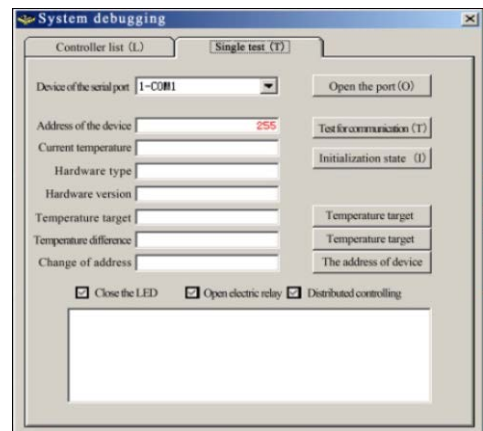 System debugging
Controller list (L)
Single test (T)
Device of the serial port 1-COM1 Open the port (O)
Address of the device 255 Test for communication (T)
Current temperature
Initialization state (I)
Hardware type
Hardware version
Temperature target Temperature target
Temperature difference Temperature target
Change of address The address of device
Close the LED Open electric relay Distributed controlling